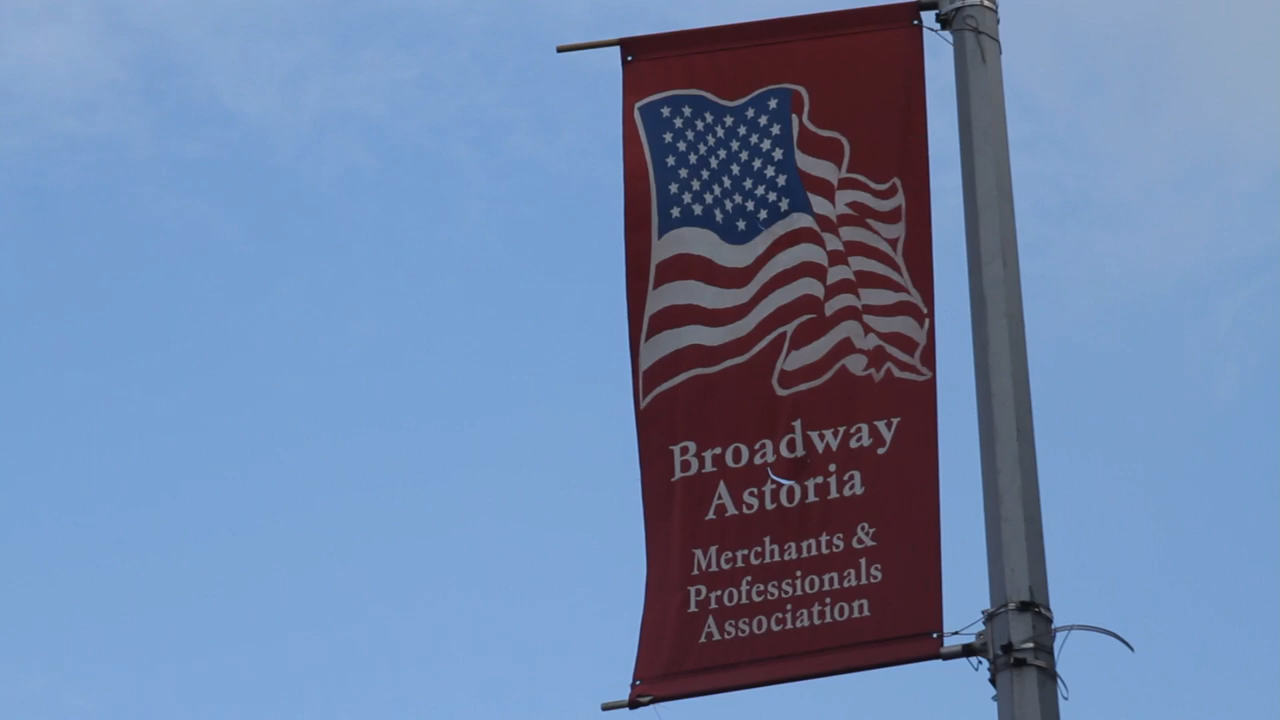 Broadway
Astoria
Merchants &
Professionals
Association